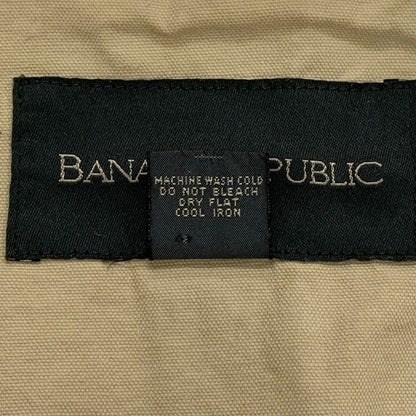 BANA PUBLIC
MACHINE WASH COLD
DO NOT BLEACH
DRY FLAT
COOL IRON